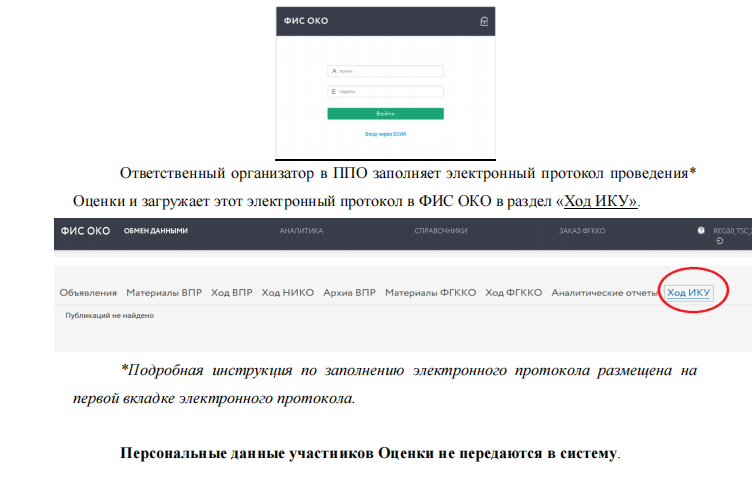 ФИС ОКО
логин
пароль
Войти
Вход через ЕСИА
Ответственный организатор в ППО заполняет электронный протокол проведения*
Оценки и загружает этот электронный протокол в ФИС ОКО в раздел «Ход ИКУ».
ФИС ОКО ОБМЕН ДАННЫМИ АНАЛИТИКА СПРАВОЧНИКИ ЗАКАЗ ФГККО REG50_TSC_2
Объявления Материалы ВПР Ход ВПР Ход НИКО Архив ВПР Материалы ФГККО Ход ФГККО Аналитические отчеты Ход ИКУ
Публикаций не найдено
*Подробная инструкция по заполнению электронного протокола размещена на
первой вкладке электронного протокола.
Персональные данные участников Оценки не передаются в систему.